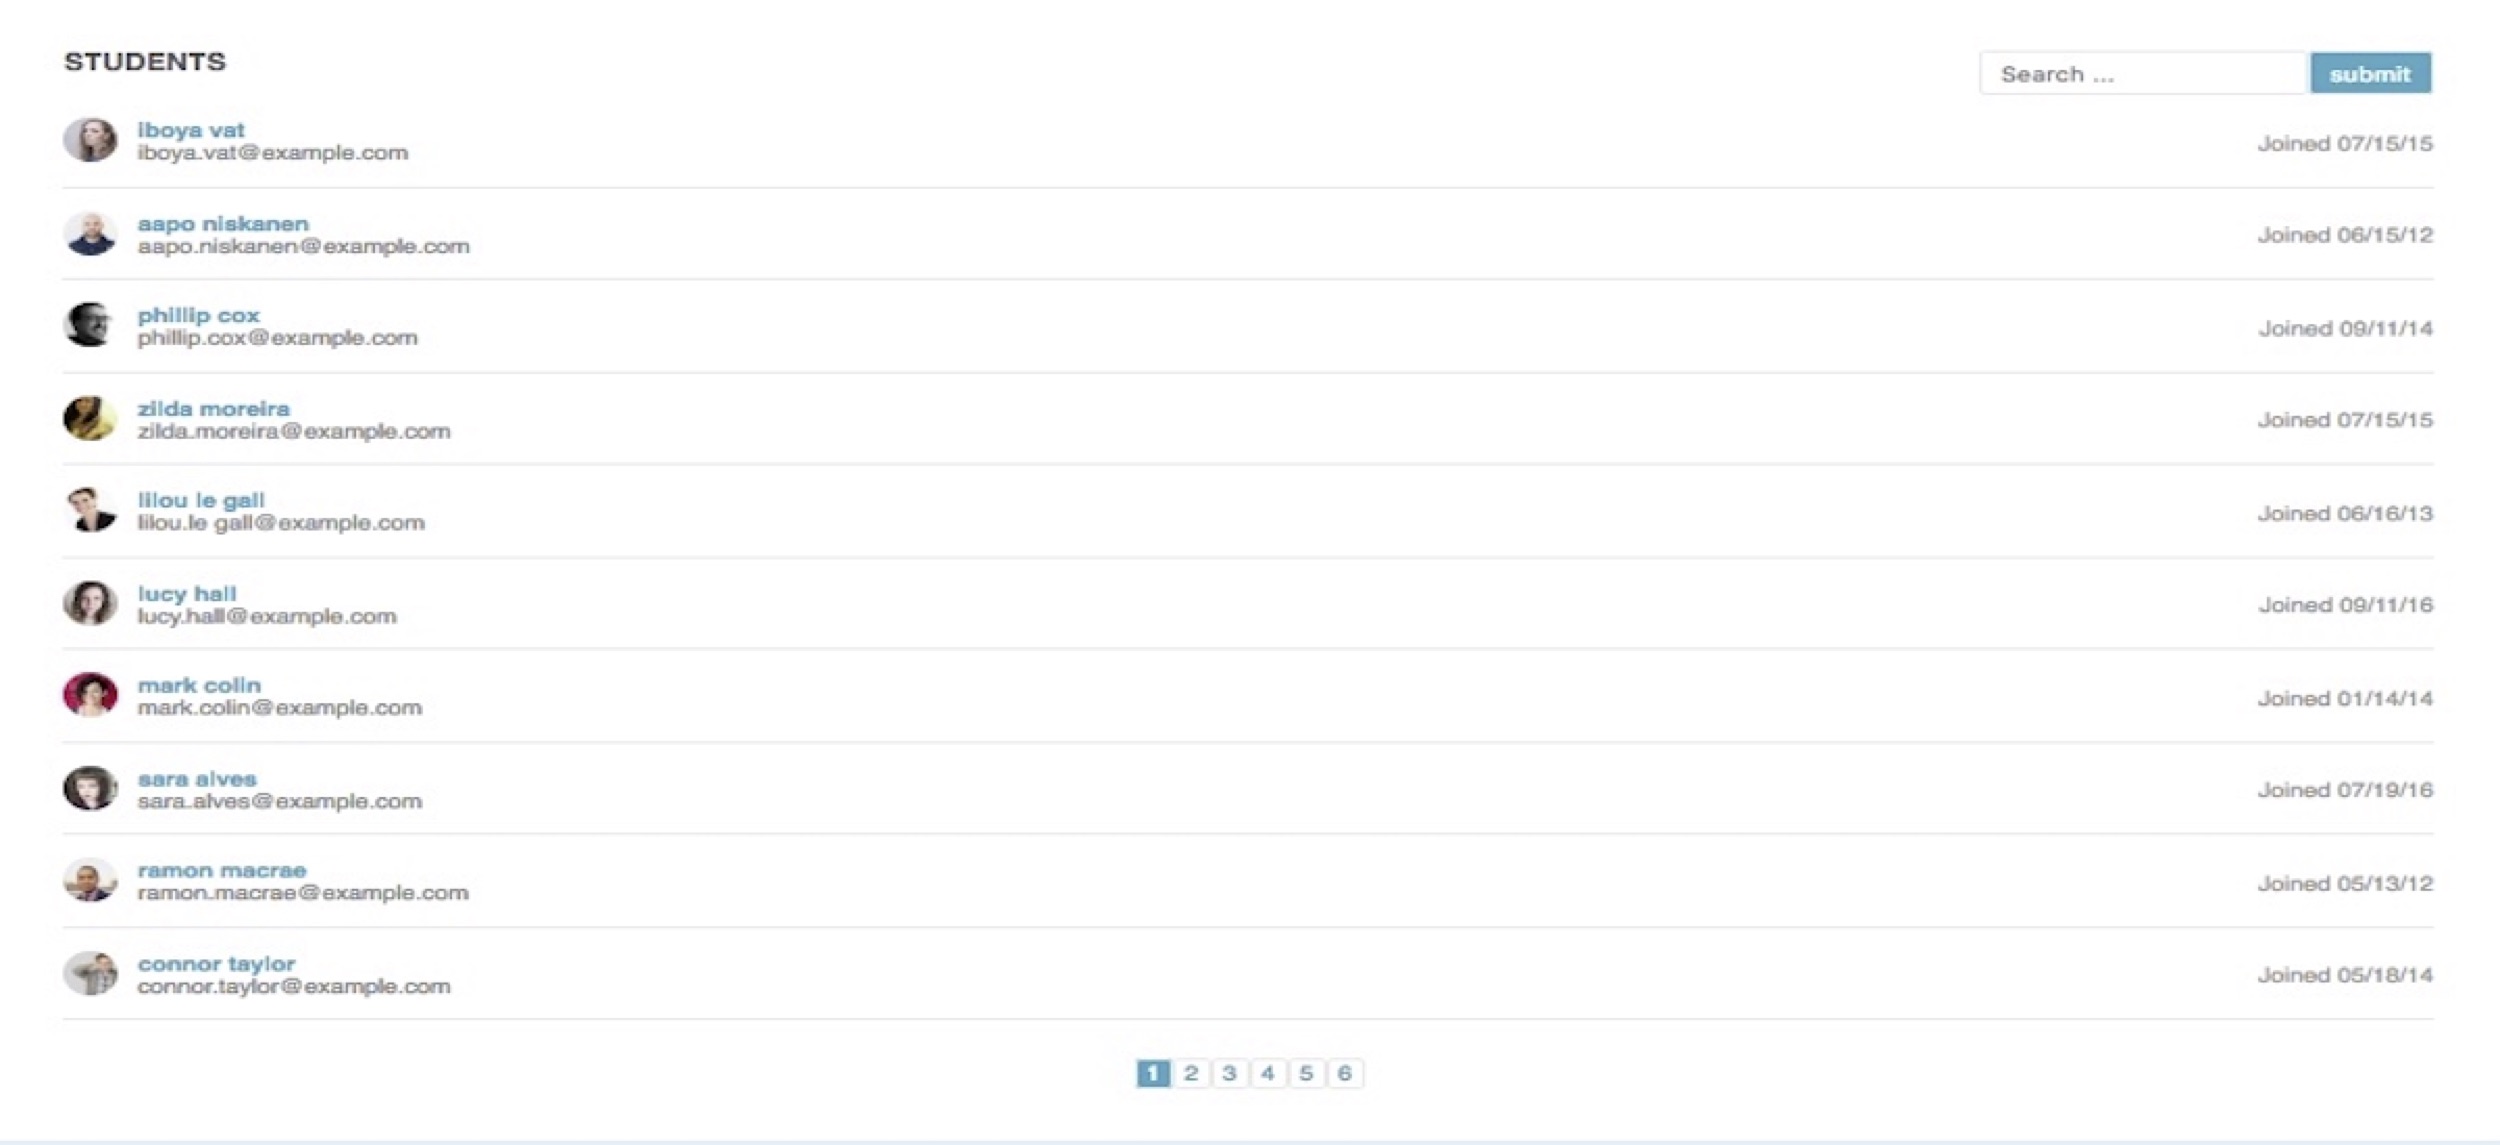 STUDENTS
Search ...
submit
iboya vat
iboya.vat@example.com
Joined 07/15/15
aapo niskanen
aapo.niskanen@example.com
Joined 06/15/12
phillip cox
phillip.cox@example.com
Joined 09/11/14
zilda moreira
zilda.moreira@example.com
Joined 07/15/15
lilou le gall
lilou.le gall@example.com
Joined 06/16/13
lucy hall
lucy.hall@example.com
Joined 09/11/16
mark colin
mark.colin@example.com
Joined 01/14/14
sara alves
sara.alves@example.com
Joined 07/19/16
ramon macrae
ramon.macrae@example.com
Joined 05/13/12
connor taylor
connor.taylor@example.com
Joined 05/18/14
1 2 3 4 5 6